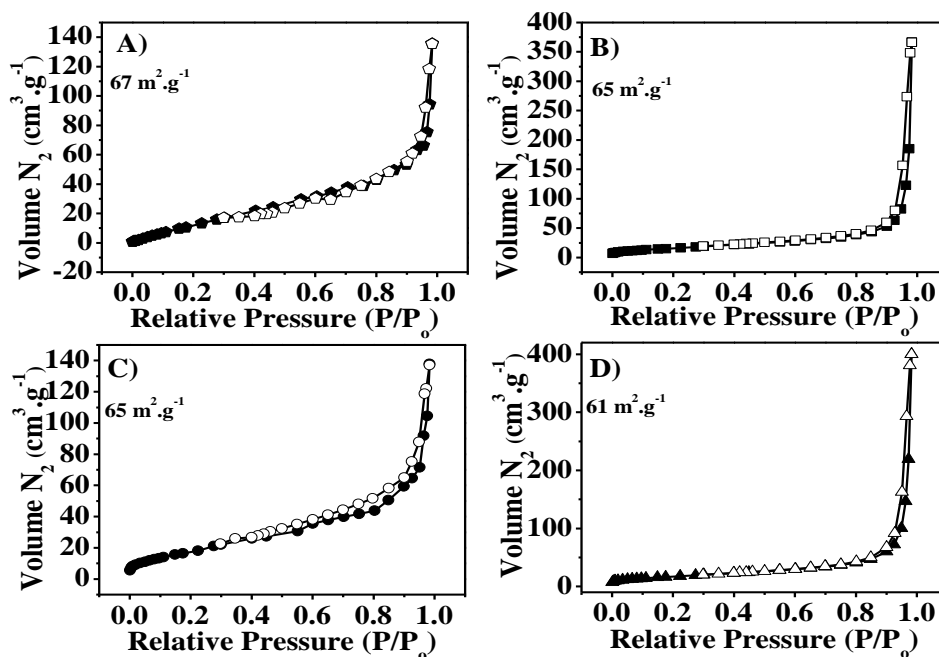 A)
67 m².g⁻¹
Volume N₂ (cm³.g⁻¹)
140
120
100
80
60
40
20
0
-20
0.0 0.2 0.4 0.6 0.8 1.0
Relative Pressure (P/Pₒ)
B)
65 m².g⁻¹
Volume N₂ (cm³.g⁻¹)
400
350
300
250
200
150
100
50
0
0.0 0.2 0.4 0.6 0.8 1.0
Relative Pressure (P/Pₒ)
C)
65 m².g⁻¹
Volume N₂ (cm³.g⁻¹)
140
120
100
80
60
40
20
0
0.0 0.2 0.4 0.6 0.8 1.0
Relative Pressure (P/Pₒ)
D)
61 m².g⁻¹
Volume N₂ (cm³.g⁻¹)
400
300
200
100
0
0.0 0.2 0.4 0.6 0.8 1.0
Relative Pressure (P/Pₒ)